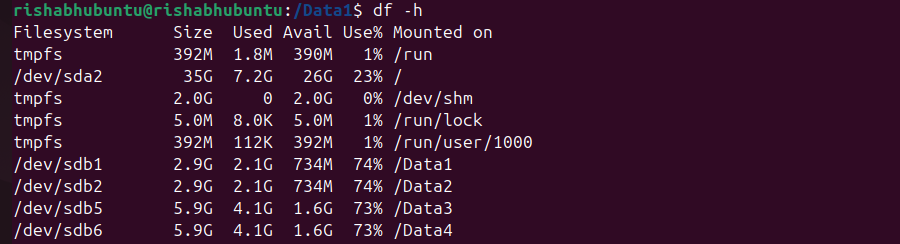 rishabhubuntu@rishabhubuntu:/Data1$ df -h
Filesystem      Size  Used Avail Use% Mounted on
tmpfs           392M  1.8M  390M   1% /run
/dev/sda2        35G  7.2G   26G  23% /
tmpfs           2.0G     0  2.0G   0% /dev/shm
tmpfs           5.0M  8.0K  5.0M   1% /run/lock
tmpfs           392M  112K  392M   1% /run/user/1000
/dev/sdb1       2.9G  2.1G  734M  74% /Data1
/dev/sdb2       2.9G  2.1G  734M  74% /Data2
/dev/sdb5       5.9G  4.1G  1.6G  73% /Data3
/dev/sdb6       5.9G  4.1G  1.6G  73% /Data4